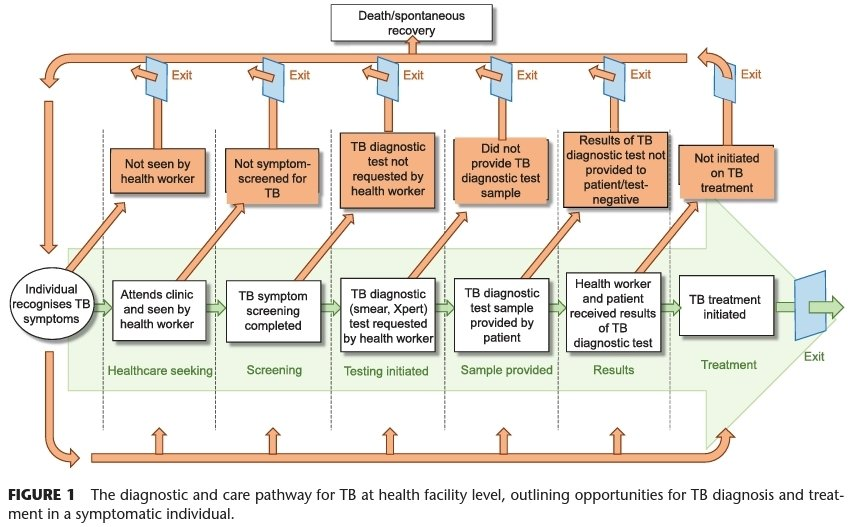 Death/spontaneous
recovery
Exit
Exit
Exit
Exit
Exit
Exit
Not seen by
health worker
Not symptom-
screened for
TB
TB diagnostic
test not
requested by
health worker
Did not
provide TB
diagnostic test
sample
Results of TB
diagnostic test not
provided to
patient/test-
negative
Not initiated
on TB
treatment
Individual
recognises TB
symptoms
Attends clinic
and seen by
health worker
TB symptom
screening
completed
TB diagnostic
(smear, Xpert)
test requested
by health worker
TB diagnostic
test sample
provided by
patient
Health worker
and patient
received results
of TB
diagnostic test
TB treatment
initiated
Exit
Healthcare seeking
Screening
Testing initiated
Sample provided
Results
Treatment
FIGURE 1 The diagnostic and care pathway for TB at health facility level, outlining opportunities for TB diagnosis and treat-
ment in a symptomatic individual.